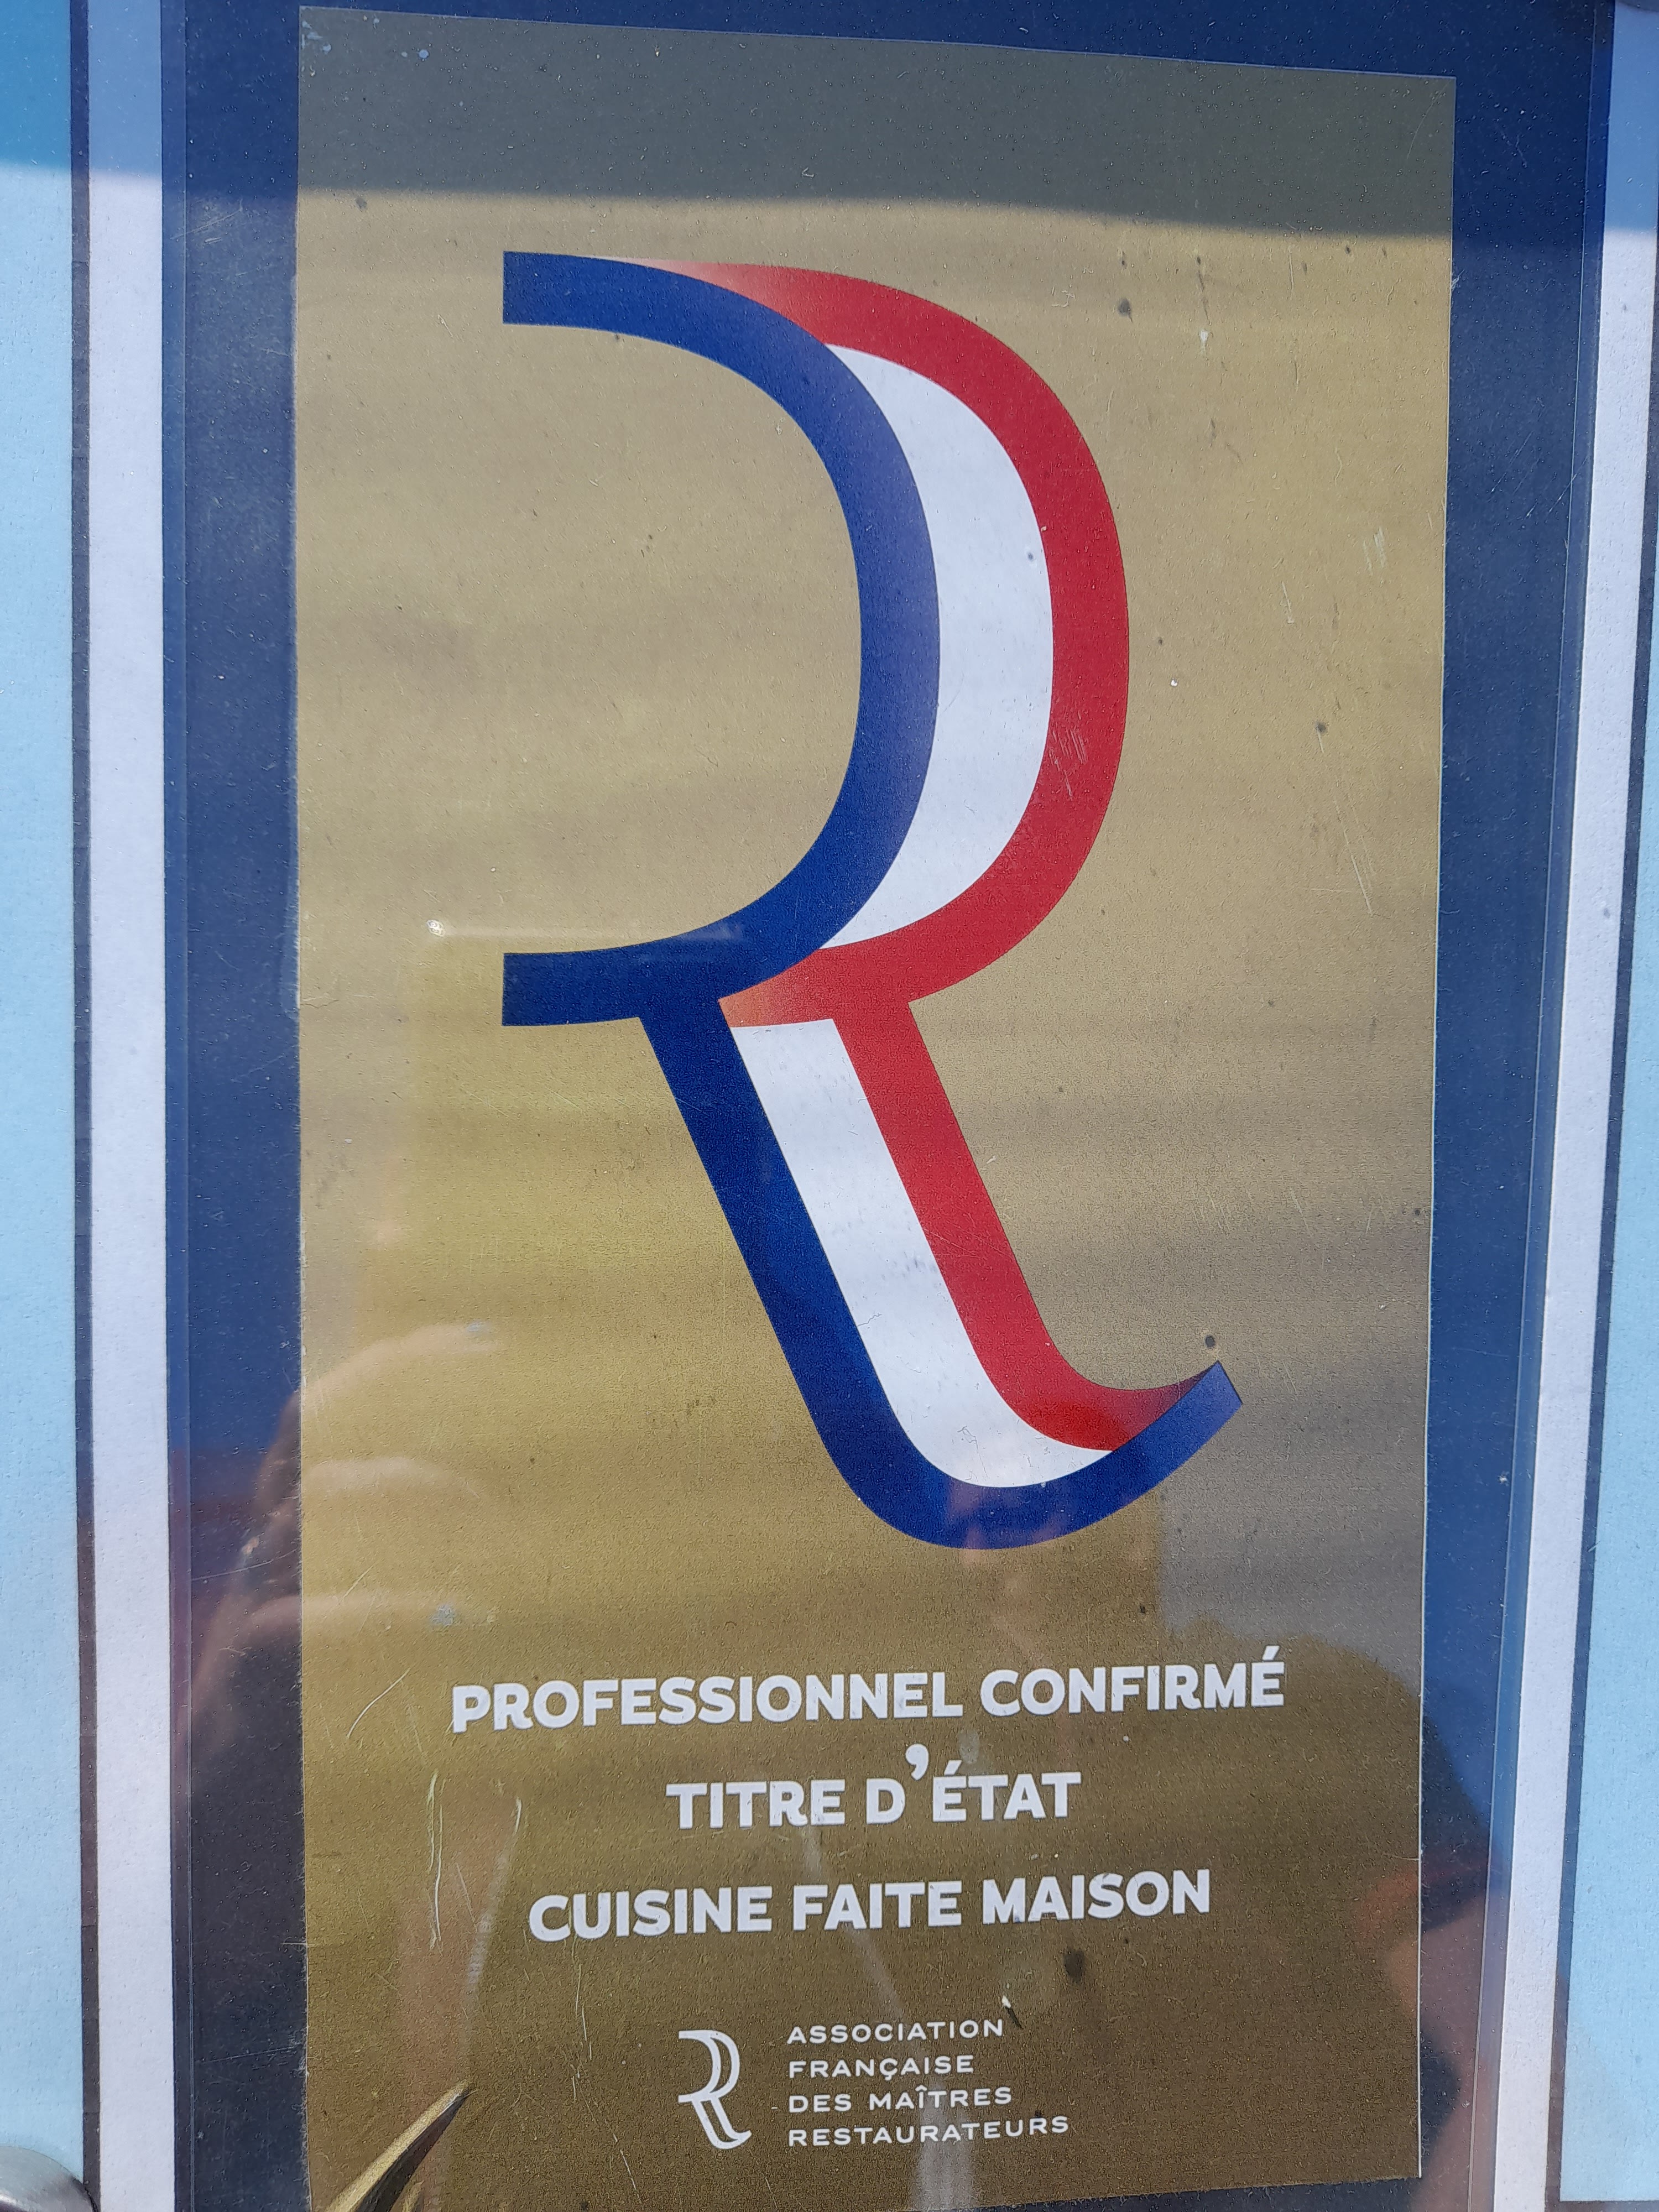 R
PROFESSIONNEL CONFIRMÉ
TITRE D'ÉTAT
CUISINE FAITE MAISON
R
ASSOCIATION
FRANÇAISE
DES MAÎTRES
RESTAURATEURS